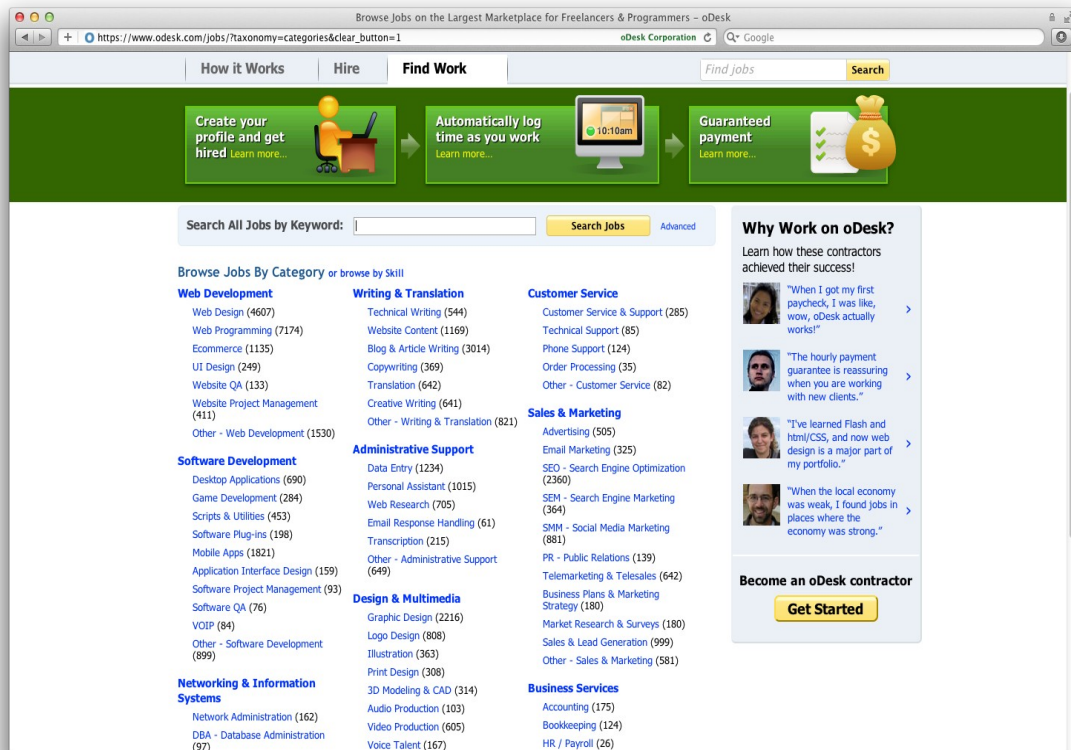 Browse Jobs on the Largest Marketplace for Freelancers & Programmers – oDesk
https://www.odesk.com/jobs/?taxonomy=categories&clear_button=1
oDesk Corporation
Google
How it Works
Hire
Find Work
Find jobs
Search
Create your
profile and get
hired Learn more...
Automatically log
time as you work
Learn more...
10:10am
Guaranteed
payment
Learn more...
$
Search All Jobs by Keyword:
Search Jobs
Advanced
Browse Jobs By Category or browse by Skill
Web Development
Web Design (4607)
Web Programming (7174)
Ecommerce (1135)
UI Design (249)
Website QA (133)
Website Project Management
(411)
Other - Web Development (1530)
Software Development
Desktop Applications (690)
Game Development (284)
Scripts & Utilities (453)
Software Plug-ins (198)
Mobile Apps (1821)
Application Interface Design (159)
Software Project Management (93)
Software QA (76)
VOIP (84)
Other - Software Development
(899)
Networking & Information
Systems
Network Administration (162)
DBA - Database Administration
(97)
Writing & Translation
Technical Writing (544)
Website Content (1169)
Blog & Article Writing (3014)
Copywriting (369)
Translation (642)
Creative Writing (641)
Other - Writing & Translation (821)
Administrative Support
Data Entry (1234)
Personal Assistant (1015)
Web Research (705)
Email Response Handling (61)
Transcription (215)
Other - Administrative Support
(649)
Design & Multimedia
Graphic Design (2216)
Logo Design (808)
Illustration (363)
Print Design (308)
3D Modeling & CAD (314)
Audio Production (103)
Video Production (605)
Voice Talent (167)
Customer Service
Customer Service & Support (285)
Technical Support (85)
Phone Support (124)
Order Processing (35)
Other - Customer Service (82)
Sales & Marketing
Advertising (505)
Email Marketing (325)
SEO - Search Engine Optimization
(2360)
SEM - Search Engine Marketing
(364)
SMM - Social Media Marketing
(881)
PR - Public Relations (139)
Telemarketing & Telesales (642)
Business Plans & Marketing
Strategy (180)
Market Research & Surveys (180)
Sales & Lead Generation (999)
Other - Sales & Marketing (581)
Business Services
Accounting (175)
Bookkeeping (124)
HR / Payroll (26)
Why Work on oDesk?
Learn how these contractors
achieved their success!
"When I got my first
paycheck, I was like,
wow, oDesk actually
works!"
"The hourly payment
guarantee is reassuring
when you are working
with new clients."
"I've learned Flash and
html/CSS, and now web
design is a major part of
my portfolio."
"When the local economy
was weak, I found jobs in
places where the
economy was strong."
Become an oDesk contractor
Get Started